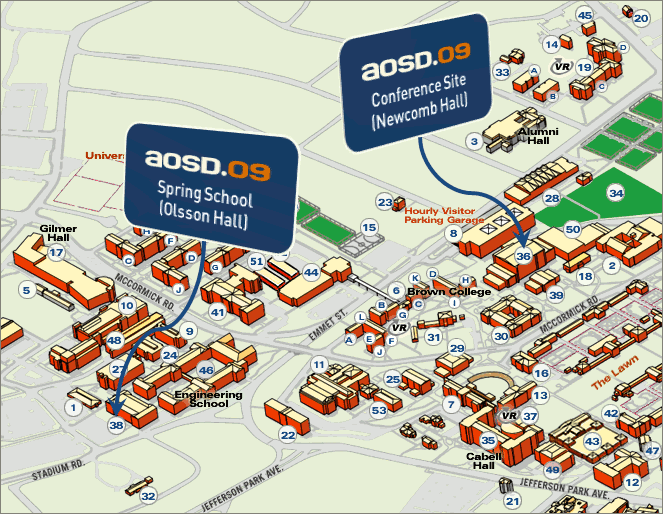 45
20
14
D
33
A
VR
19
B
C
aosd.09
Conference Site
(Newcomb Hall)
3
Alumni
Hall
aosd.09
Spring School
(Olsson Hall)
28
34
23
Hourly Visitor
Parking Garage
8
15
50
2
36
18
39
Gilmer
Hall
17
H
F
C
D
G
J
51
44
MCCORMICK RD.
5
41
10
9
48
24
27
46
Engineering
School
1
38
EMMET ST.
6
K
D
H
Brown College
B
G
C
I
L
A
E
F
J
VR
31
30
MCCORMICK RD.
29
16
The Lawn
11
25
53
22
7
13
VR
37
35
Cabell
Hall
42
43
47
49
12
21
STADIUM RD.
32
JEFFERSON PARK AVE.
JEFFERSON PARK AVE.